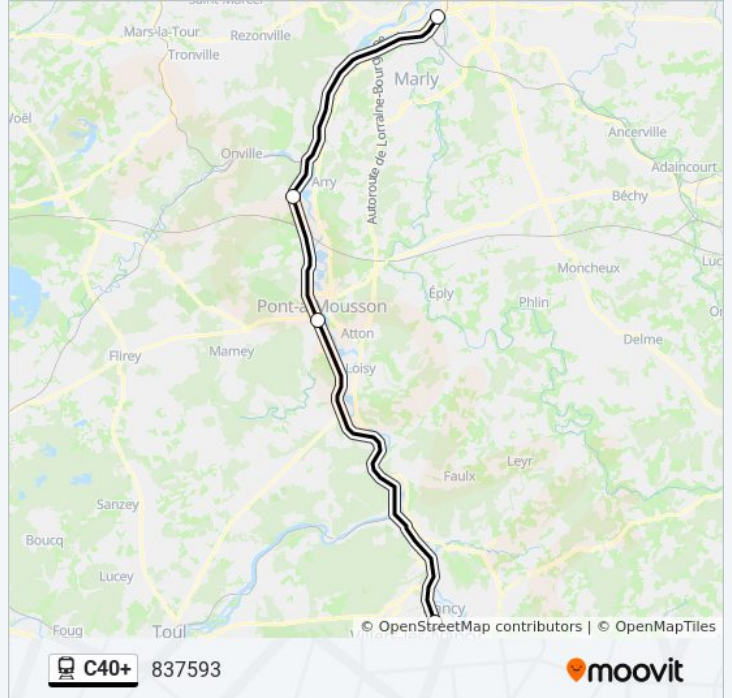 Mars-la-Tour
Rezonville
Tronville
Marly
Autoroute de Lorraine-Bourgogne
Ancerville
Onville
Adaincourt
Arry
Béchy
Moncheux
Pont-à-Mousson
Éply
Phlin
Atton
Delme
Flirey
Mamey
Loisy
Leyr
Faulx
Sanzey
Boucq
Lucey
ancy
Foug
Toul
© OpenStreetMap contributors | © OpenMapTiles
C40+ 837593 moovit